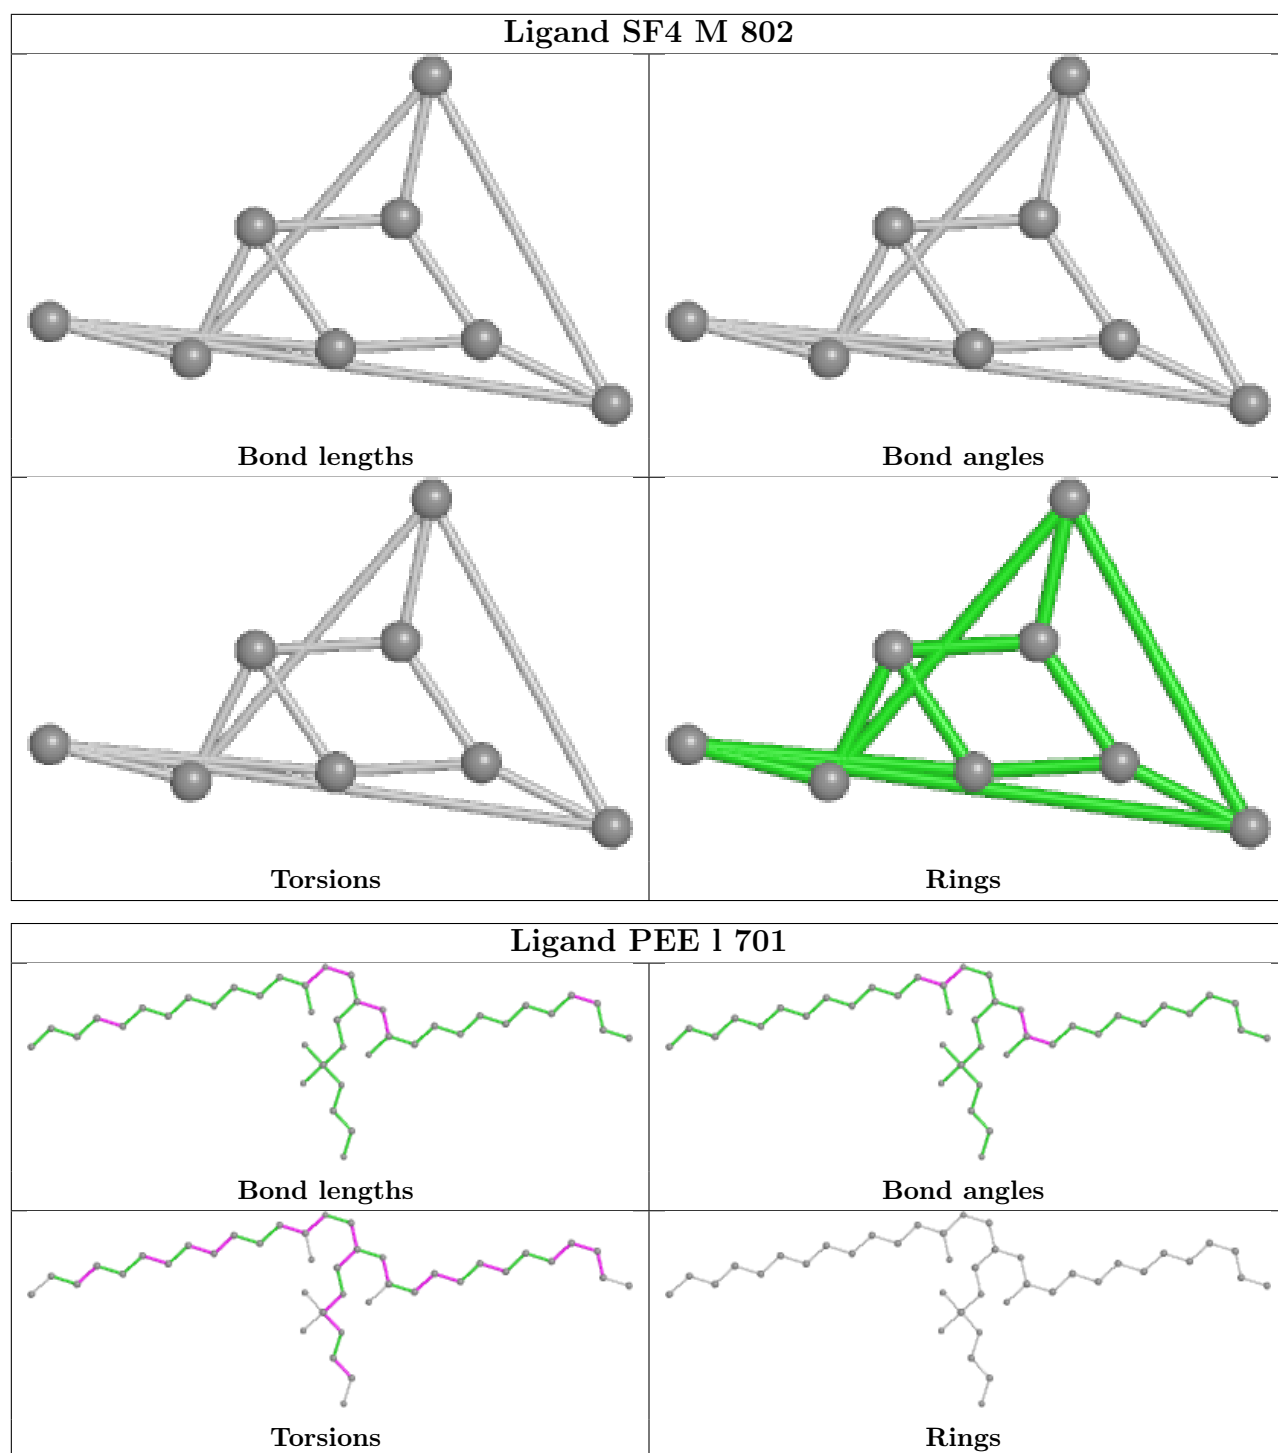 Ligand SF4 M 802
Bond lengths
Bond angles
Torsions
Rings
Ligand PEE l 701
Bond lengths
Bond angles
Torsions
Rings